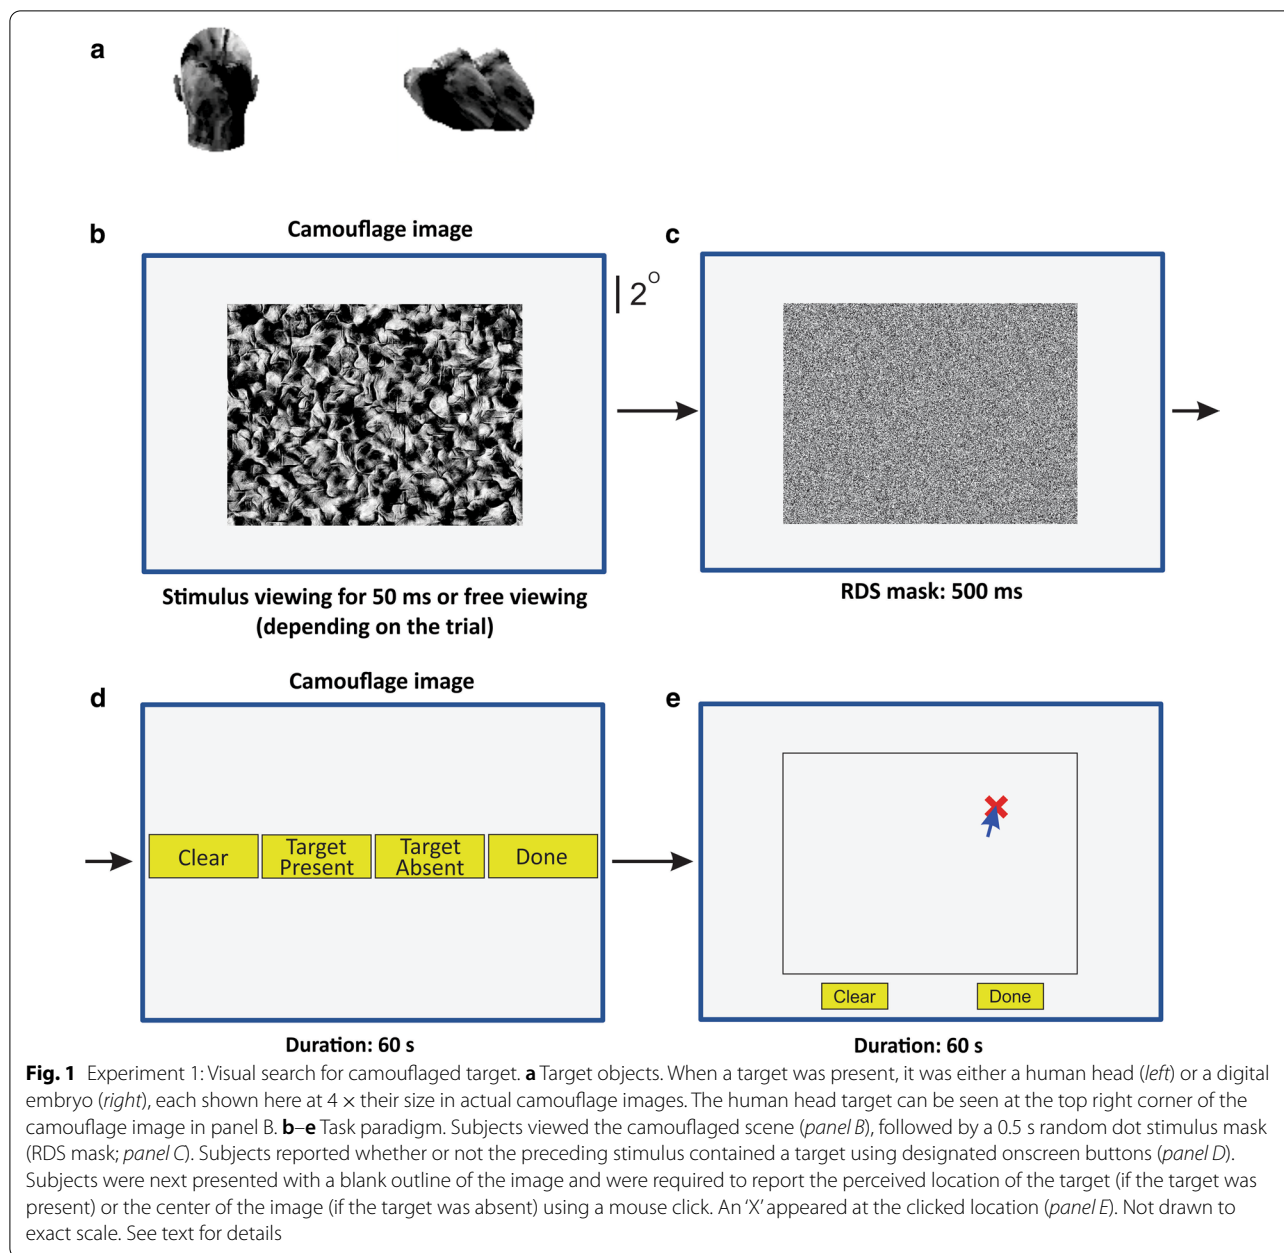 a
b
Camouflage image
c
2°
Stimulus viewing for 50 ms or free viewing
(depending on the trial)
RDS mask: 500 ms
d
Camouflage image
e
Clear
Target
Present
Target
Absent
Done
Clear
Done
Duration: 60 s
Duration: 60 s
Fig. 1 Experiment 1: Visual search for camouflaged target. a Target objects. When a target was present, it was either a human head (left) or a digital
embryo (right), each shown here at 4 × their size in actual camouflage images. The human head target can be seen at the top right corner of the
camouflage image in panel B. b–e Task paradigm. Subjects viewed the camouflaged scene (panel B), followed by a 0.5 s random dot stimulus mask
(RDS mask; panel C). Subjects reported whether or not the preceding stimulus contained a target using designated onscreen buttons (panel D).
Subjects were next presented with a blank outline of the image and were required to report the perceived location of the target (if the target was
present) or the center of the image (if the target was absent) using a mouse click. An ‘X’ appeared at the clicked location (panel E). Not drawn to
exact scale. See text for details